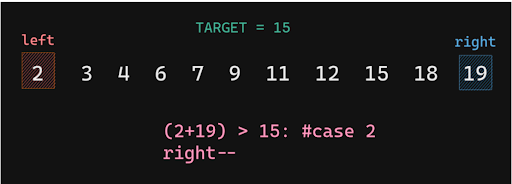 TARGET = 15
left
right
2 3 4 6 7 9 11 12 15 18 19
(2+19) > 15: #case 2
right--